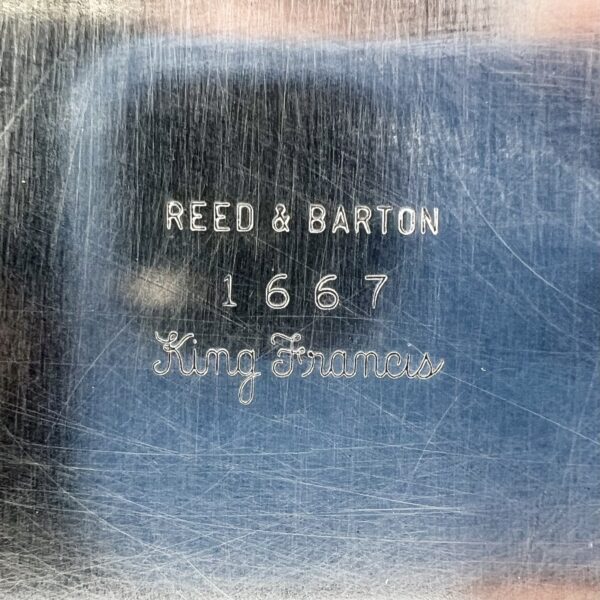 REED & BARTON
1667
King Francis